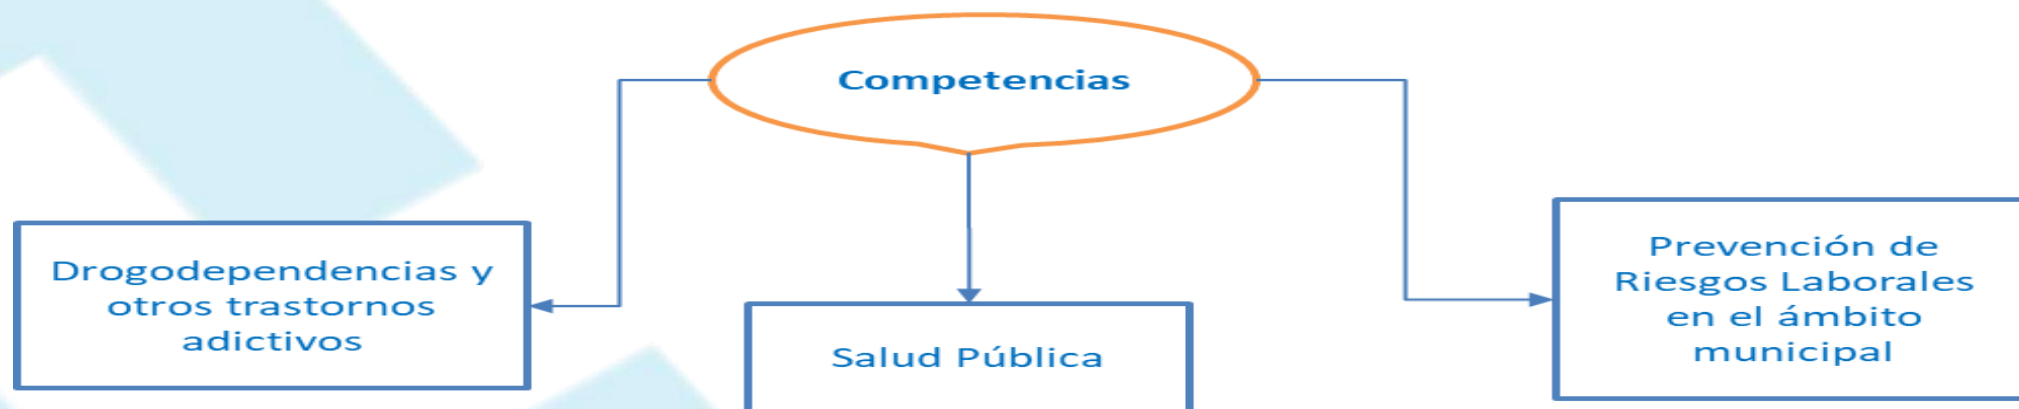 Competencias
Drogodependencias y
otros trastornos
adictivos
Salud Pública
Prevención de
Riesgos Laborales
en el ámbito
municipal